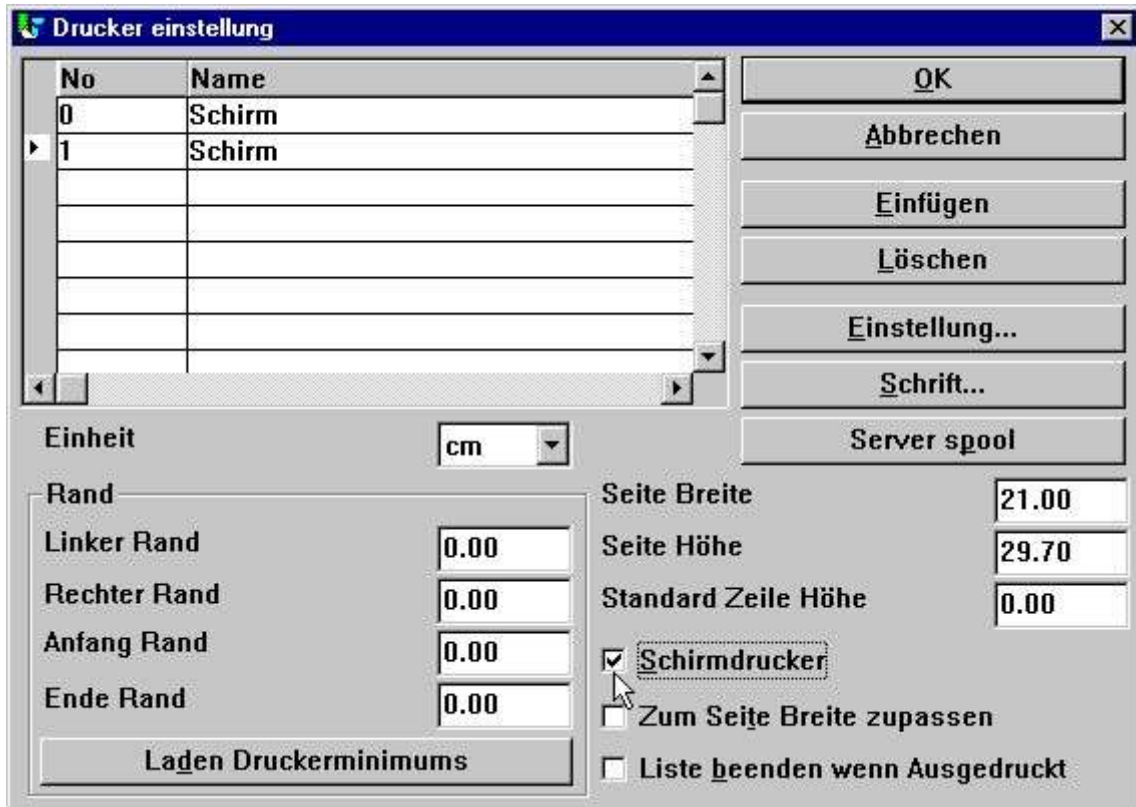 Drucker einstellung
No Name
0 Schirm
1 Schirm
OK
Abbrechen
Einfügen
Löschen
Einstellung...
Schrift...
Server spool
Einheit cm
Rand
Linker Rand 0.00
Rechter Rand 0.00
Anfang Rand 0.00
Ende Rand 0.00
Laden Druckerminimums
Seite Breite 21.00
Seite Höhe 29.70
Standard Zeile Höhe 0.00
Schirmdrucker
Zum Seite Breite zupassen
Liste beenden wenn Ausgedruckt